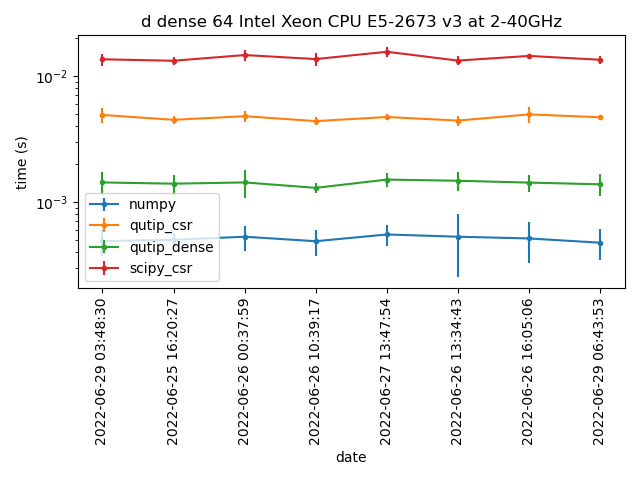 d dense 64 Intel Xeon CPU E5-2673 v3 at 2-40GHz
time (s)
10⁻²
10⁻³
numpy
qutip_csr
qutip_dense
scipy_csr
2022-06-29 03:48:30
2022-06-25 16:20:27
2022-06-26 00:37:59
2022-06-26 10:39:17
2022-06-27 13:47:54
2022-06-26 13:34:43
2022-06-26 16:05:06
2022-06-29 06:43:53
date